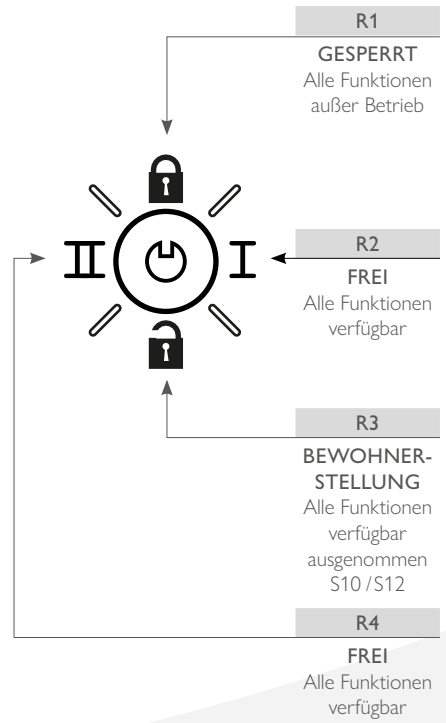 R1
GESPERRT
Alle Funktionen
außer Betrieb
II
I
R2
FREI
Alle Funktionen
verfügbar
R3
BEWOHNER-
STELLUNG
Alle Funktionen
verfügbar
ausgenommen
S10 / S12
R4
FREI
Alle Funktionen
verfügbar